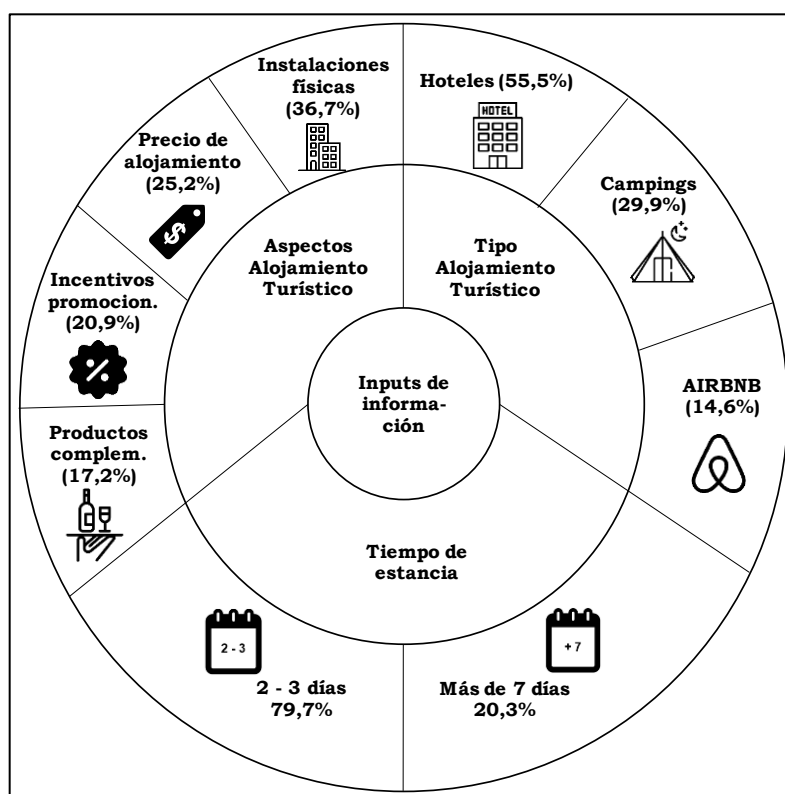 Instalaciones
físicas
(36,7%)
Hoteles (55,5%)
HOTEL
Precio de
alojamiento
(25,2%)
$
Campings
(29,9%)
Aspectos
Alojamiento
Turístico
Tipo
Alojamiento
Turístico
Incentivos
promocion.
(20,9%)
%
Inputs de
informa-
ción
AIRBNB
(14,6%)
Productos
complem.
(17,2%)
Tiempo de
estancia
2 - 3
+ 7
2 - 3 días
79,7%
Más de 7 días
20,3%